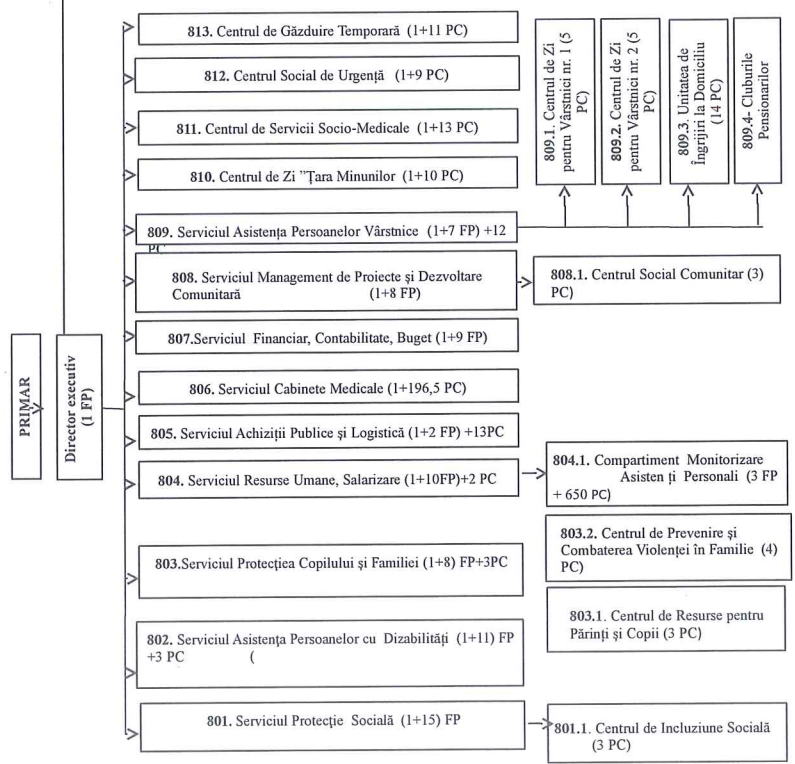 813. Centrul de Găzduire Temporară (1+11 PC)
812. Centrul Social de Urgență (1+9 PC)
811. Centrul de Servicii Socio-Medicale (1+13 PC)
810. Centrul de Zi ”Țara Minunilor (1+10 PC)
809. Serviciul Asistența Persoanelor Vârstnice (1+7 FP) +12
PC
809.1. Centrul de Zi
pentru Vârstnici nr. 1 (5
PC)
809.2. Centrul de Zi
pentru Vârstnici nr. 2 (5
PC)
809.3. Unitatea de
Îngrijiri la Domiciliu
(14 PC)
809.4- Cluburile
Pensionarilor
808. Serviciul Management de Proiecte și Dezvoltare
Comunitară (1+8 FP)
808.1. Centrul Social Comunitar (3)
PC)
807.Serviciul Financiar, Contabilitate, Buget (1+9 FP)
PRIMAR
Director executiv
(1 FP)
806. Serviciul Cabinete Medicale (1+196,5 PC)
805. Serviciul Achiziții Publice și Logistică (1+2 FP) +13PC
804. Serviciul Resurse Umane, Salarizare (1+10FP)+2 PC
804.1. Compartiment Monitorizare
Asisten ți Personali (3 FP
+ 650 PC)
803.2. Centrul de Prevenire și
Combaterea Violenței în Familie (4)
PC)
803.Serviciul Protecțiea Copilului și Familiei (1+8) FP+3PC
803.1. Centrul de Resurse pentru
Părinți și Copii (3 PC)
802. Serviciul Asistența Persoanelor cu Dizabilități (1+11) FP
+3 PC (
801. Serviciul Protecție Socială (1+15) FP
801.1. Centrul de Incluziune Socială
(3 PC)